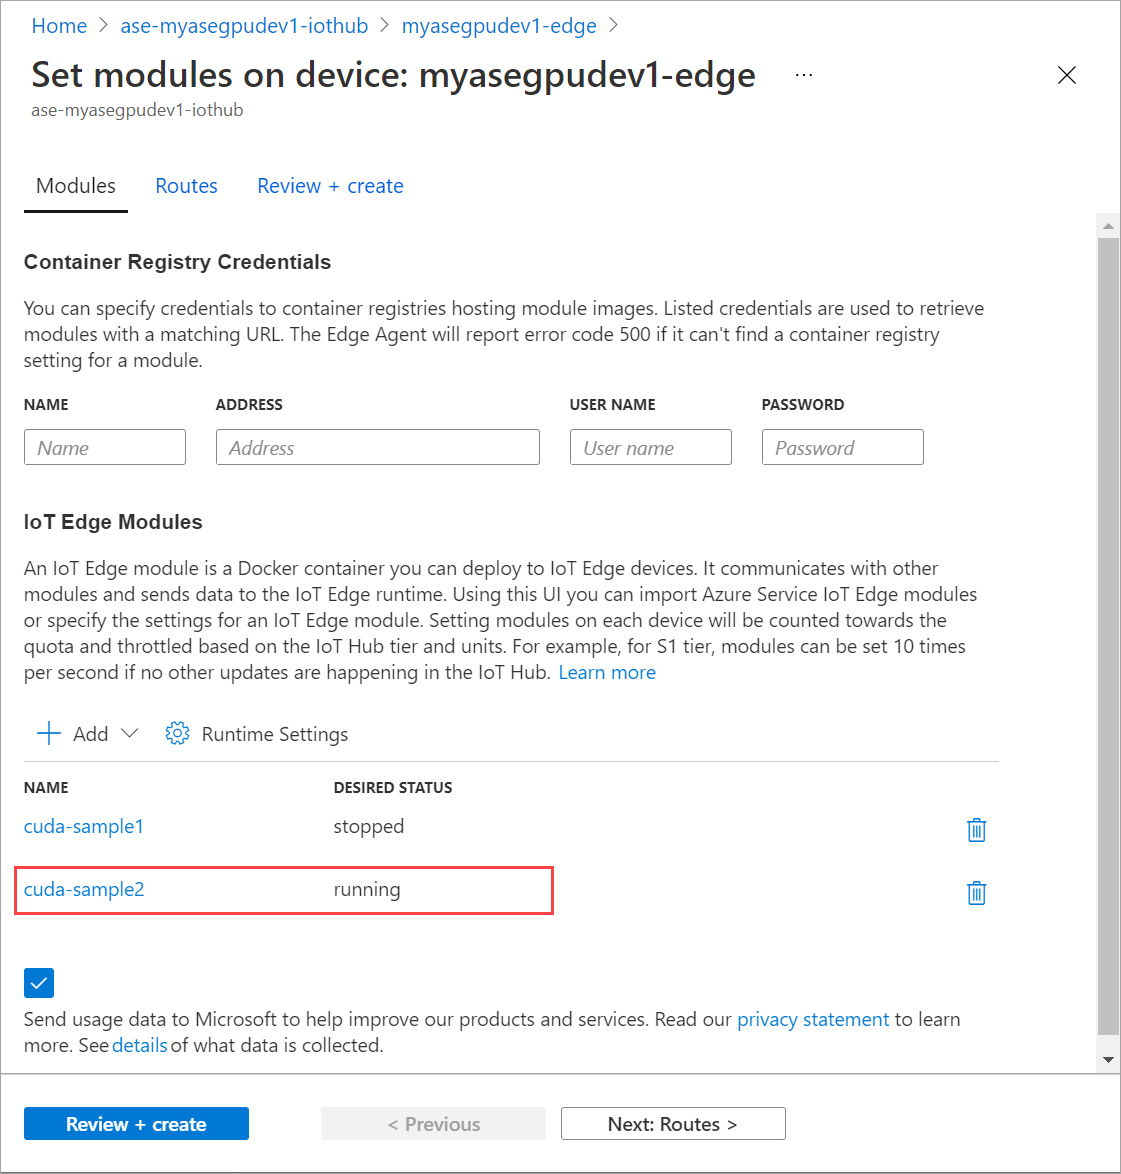 Home > ase-myasegpudev1-iothub > myasegpudev1-edge >
Set modules on device: myasegpudev1-edge ...
ase-myasegpudev1-iothub
Modules Routes Review + create
Container Registry Credentials
You can specify credentials to container registries hosting module images. Listed credentials are used to retrieve
modules with a matching URL. The Edge Agent will report error code 500 if it can't find a container registry
setting for a module.
NAME ADDRESS USER NAME PASSWORD
Name Address User name Password
IoT Edge Modules
An IoT Edge module is a Docker container you can deploy to IoT Edge devices. It communicates with other
modules and sends data to the IoT Edge runtime. Using this UI you can import Azure Service IoT Edge modules
or specify the settings for an IoT Edge module. Setting modules on each device will be counted towards the
quota and throttled based on the IoT Hub tier and units. For example, for S1 tier, modules can be set 10 times
per second if no other updates are happening in the IoT Hub. Learn more
Add Runtime Settings
NAME DESIRED STATUS
cuda-sample1 stopped
cuda-sample2 running
Send usage data to Microsoft to help improve our products and services. Read our privacy statement to learn
more. See details of what data is collected.
Review + create < Previous Next: Routes >